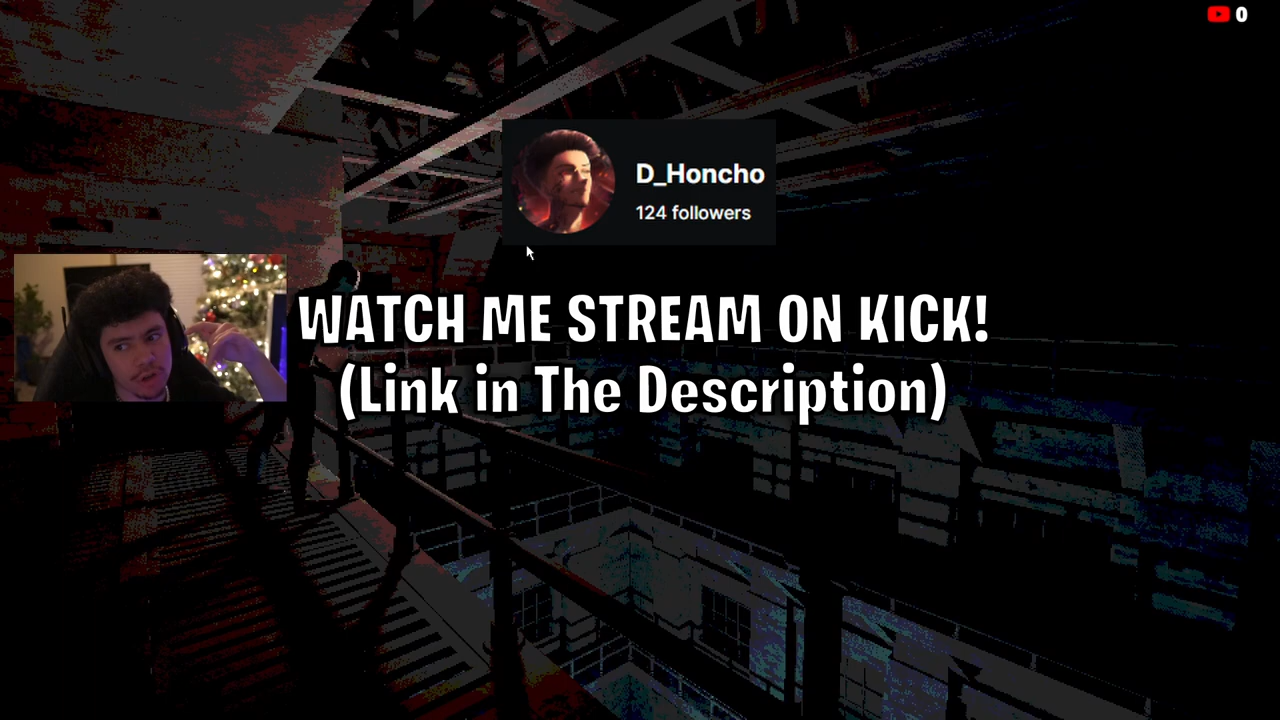 0
D_Honcho
124 followers
WATCH ME STREAM ON KICK!
(Link in The Description)